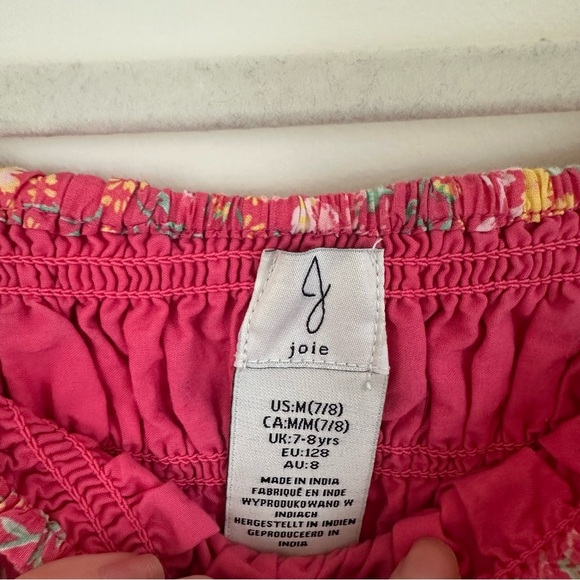 J
joie
US:M(7/8)
CA:M/M(7/8)
UK:7-8yrs
EU:128
AU:8
MADE IN INDIA
FABRIQUÉ EN INDE
WYPRODUKOWANO W
INDIACH
HERGESTELLT IN INDIEN
GEPRODUCEERD IN
INDIA